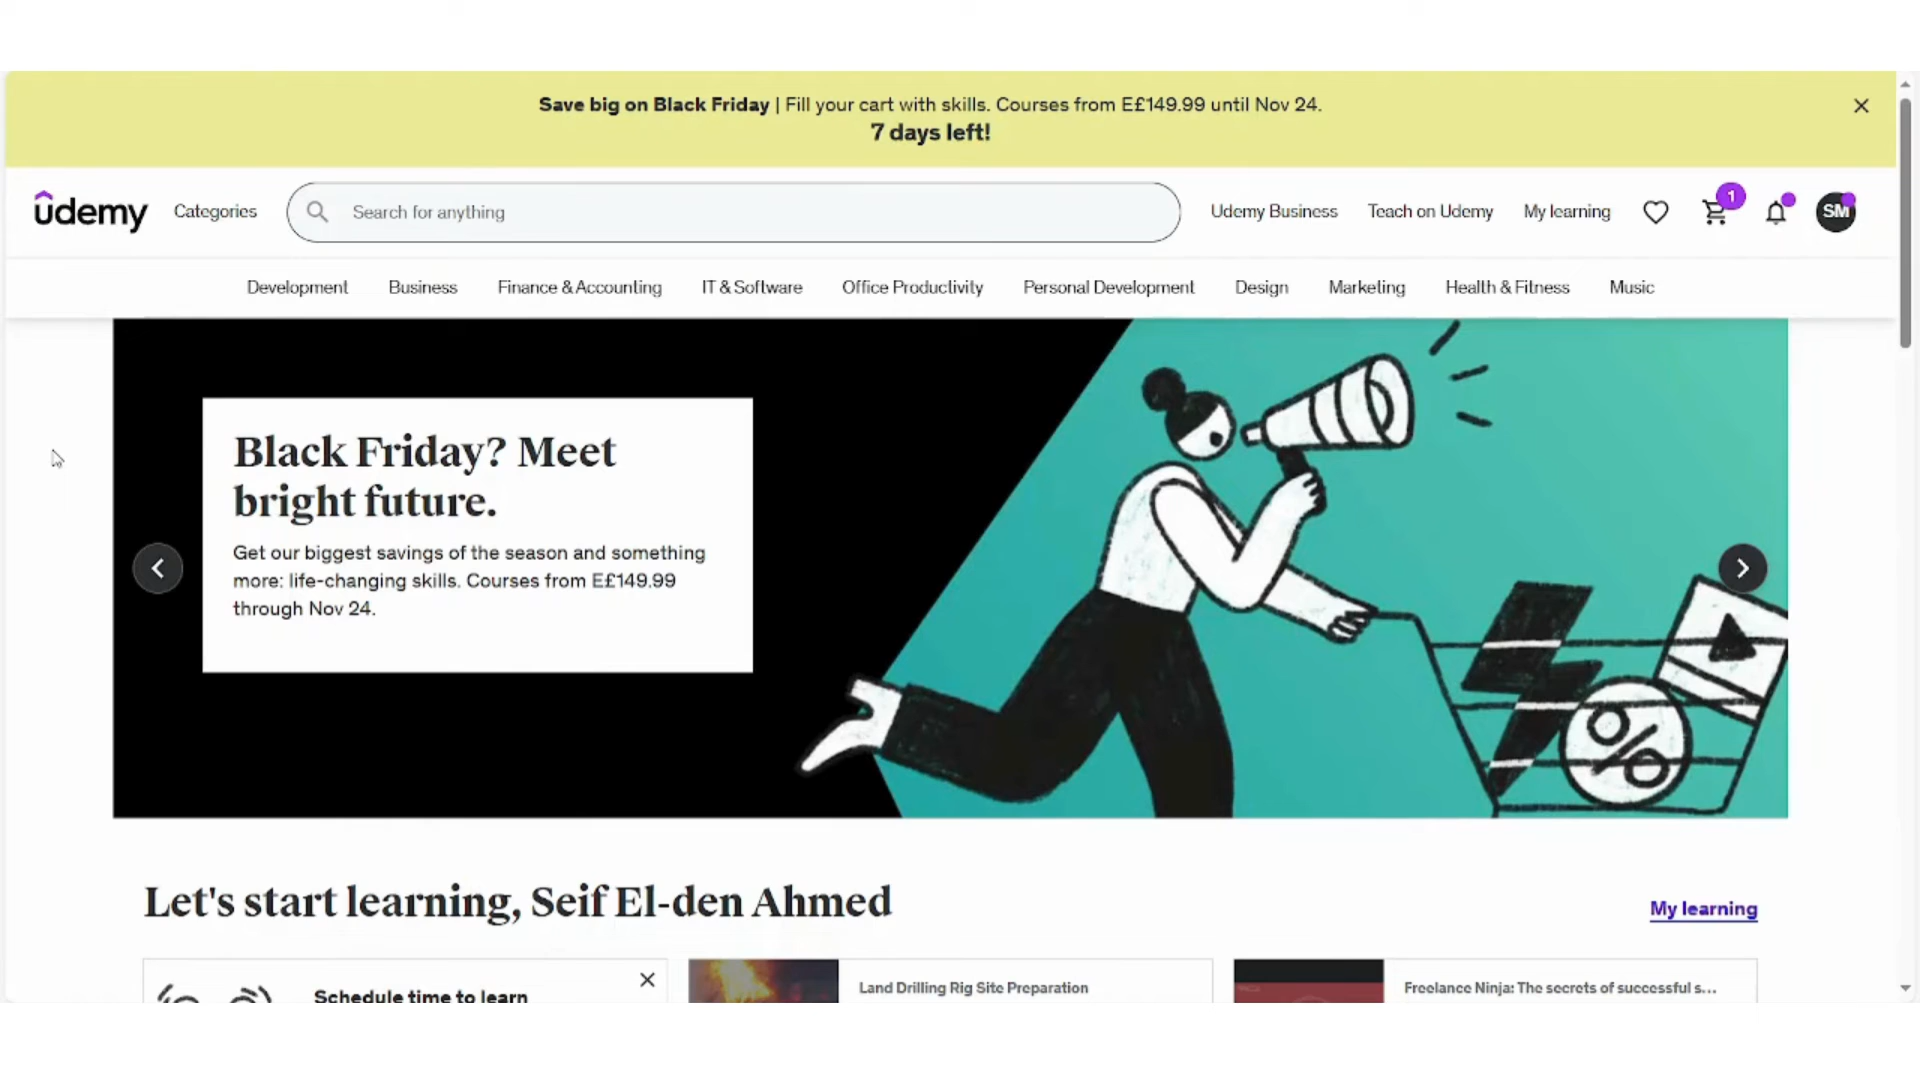 Save big on Black Friday | Fill your cart with skills. Courses from E£149.99 until Nov 24.
7 days left!
udemy Categories Search for anything Udemy Business Teach on Udemy My learning 1 SM
Development Business Finance & Accounting IT & Software Office Productivity Personal Development Design Marketing Health & Fitness Music
Black Friday? Meet
bright future.
Get our biggest savings of the season and something
more: life-changing skills. Courses from E£149.99
through Nov 24.
%
Let's start learning, Seif El-den Ahmed
My learning
Schedule time to learn
Land Drilling Rig Site Preparation
Freelance Ninja: The secrets of successful s...